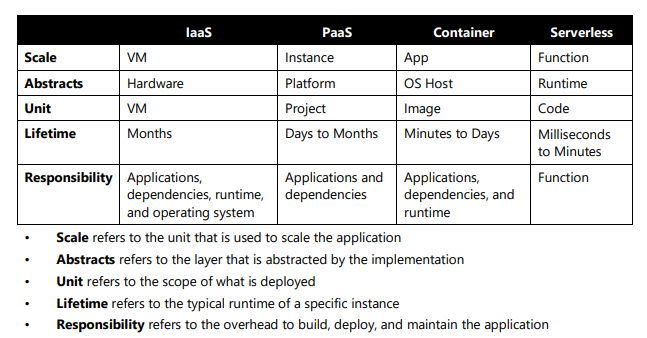 IaaS PaaS Container Serverless
Scale VM Instance App Function
Abstracts Hardware Platform OS Host Runtime
Unit VM Project Image Code
Lifetime Months Days to Months Minutes to Days Milliseconds
to Minutes
Responsibility Applications, Applications and Applications, Function
dependencies, runtime, dependencies dependencies, and
and operating system runtime
• Scale refers to the unit that is used to scale the application
• Abstracts refers to the layer that is abstracted by the implementation
• Unit refers to the scope of what is deployed
• Lifetime refers to the typical runtime of a specific instance
• Responsibility refers to the overhead to build, deploy, and maintain the application